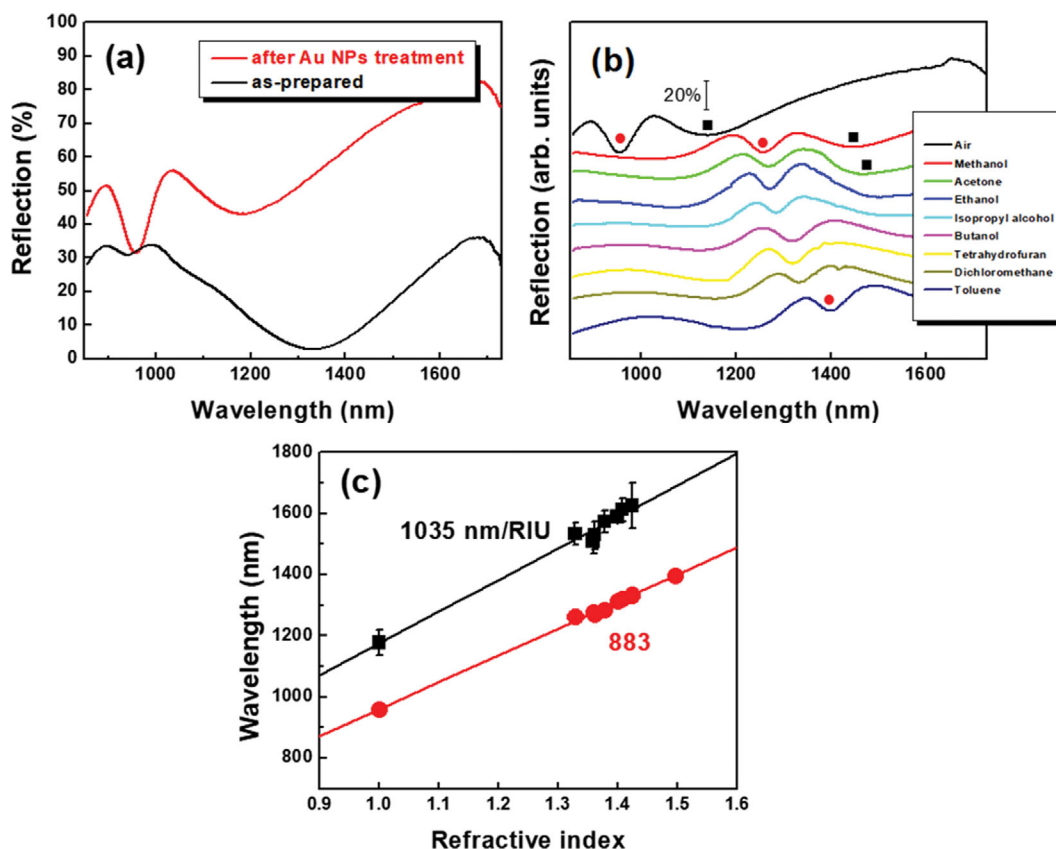 (a)
after Au NPs treatment
as-prepared
100
90
80
70
60
50
40
30
20
10
0
Reflection (%)
1000
1200
1400
1600
Wavelength (nm)
(b)
20%
Reflection (arb. units)
Air
Methanol
Acetone
Ethanol
Isopropyl alcohol
Butanol
Tetrahydrofuran
Dichloromethane
Toluene
1000
1200
1400
1600
Wavelength (nm)
(c)
1800
1600
1400
1200
1000
800
Wavelength (nm)
1035 nm/RIU
883
0.9
1.0
1.1
1.2
1.3
1.4
1.5
1.6
Refractive index